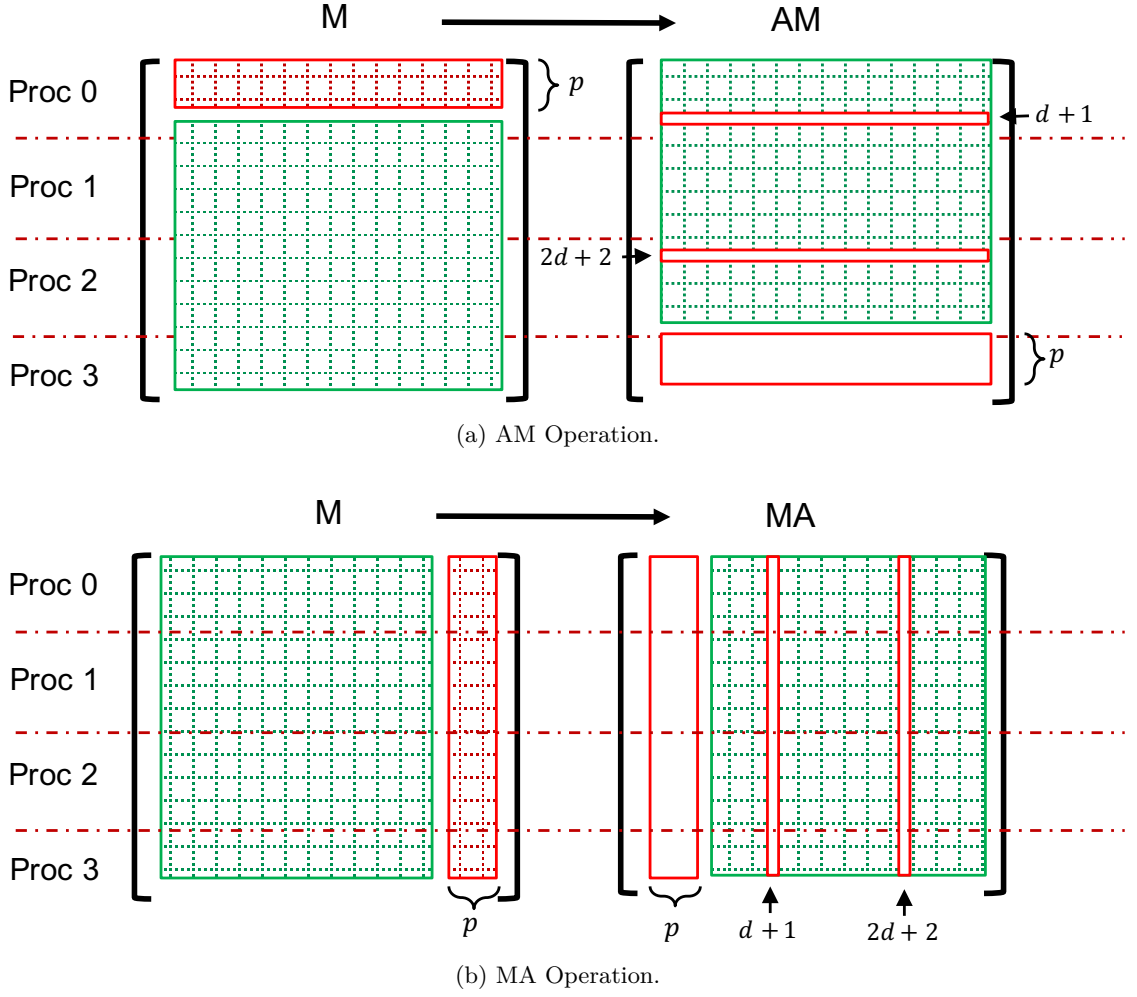 M AM
Proc 0 p
d + 1
Proc 1
2d + 2
Proc 2
Proc 3 p
(a) AM Operation.
M MA
Proc 0
Proc 1
Proc 2
Proc 3
p p d + 1 2d + 2
(b) MA Operation.